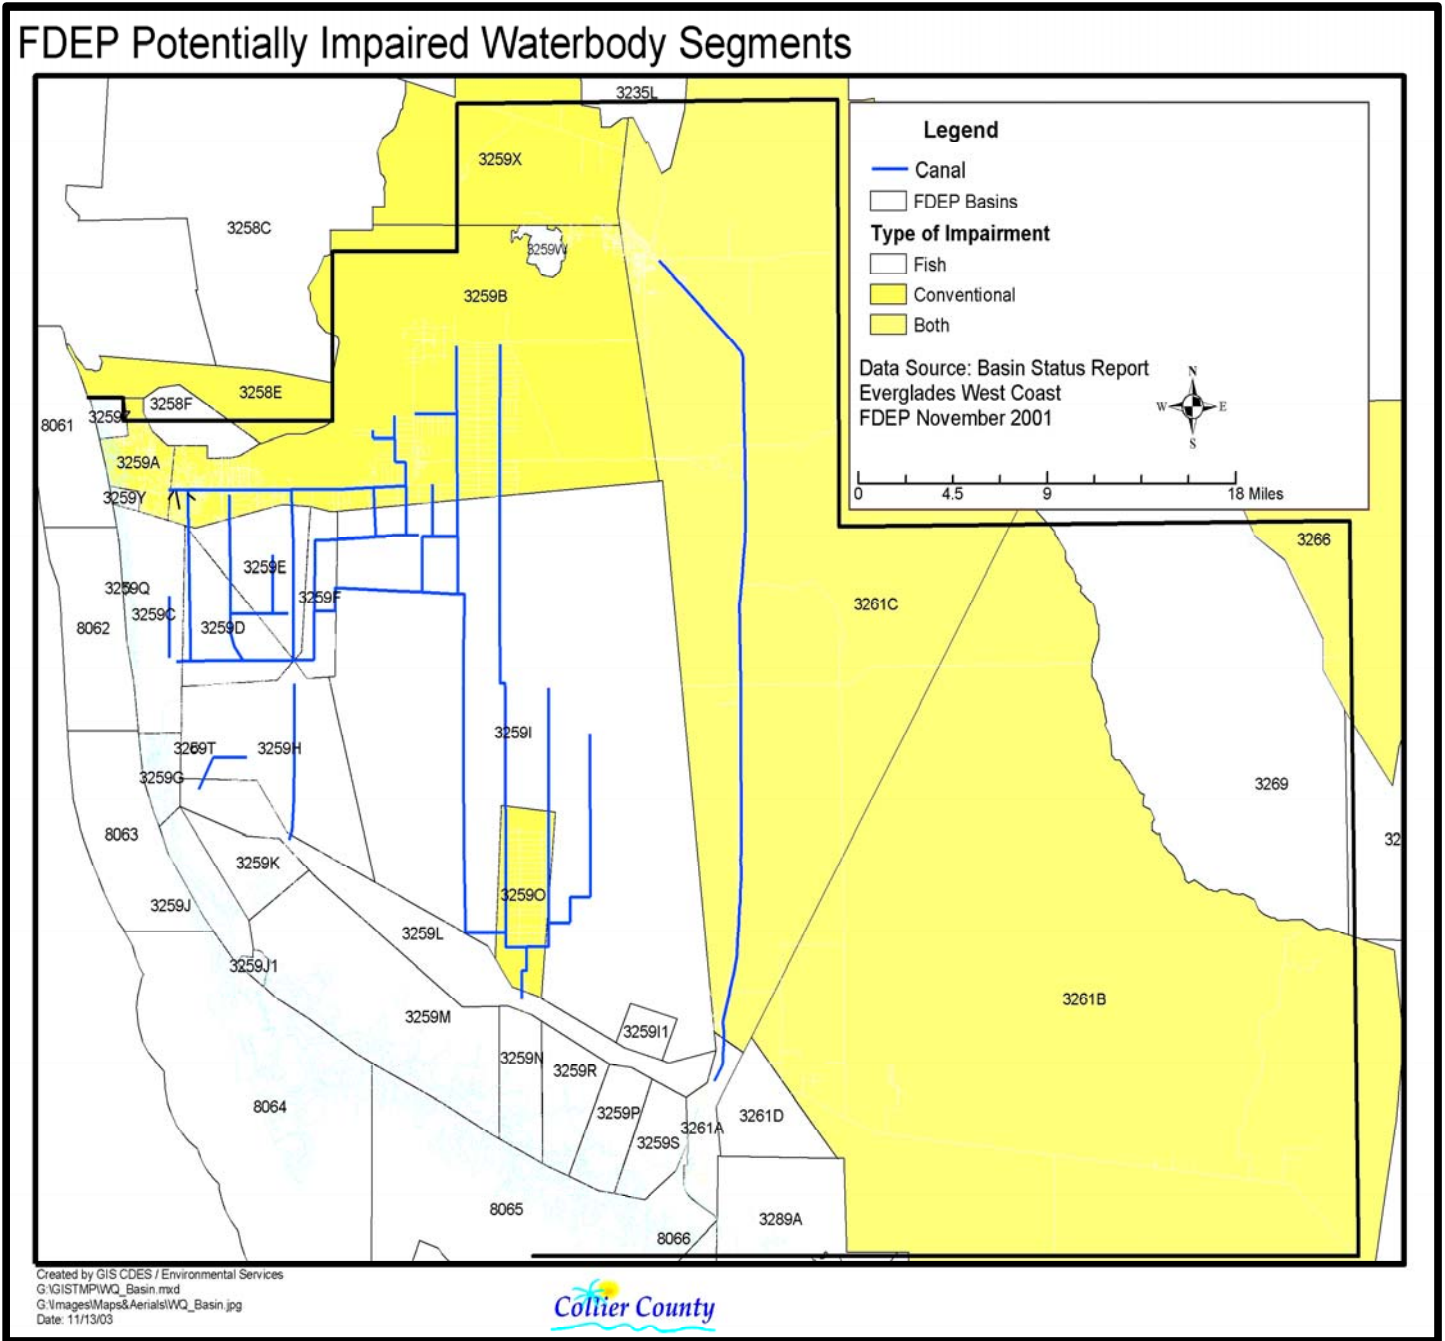 FDEP Potentially Impaired Waterbody Segments
3235L
Legend
Canal
FDEP Basins
Type of Impairment
Fish
Conventional
Both
Data Source: Basin Status Report
Everglades West Coast
FDEP November 2001
N
W E
S
0 4.5 9 18 Miles
3259X
3258C
3259W
3259B
3258E
3258F
3259Z
8061
3259A
3259Y
3266
3259E
3259Q
3259F
3261C
3259C
8062
3259D
3259I
3259T
3259H
3259G
3269
8063
32
3259K
3259O
3259J
3259L
3259J1
3261B
3259M
3259I1
3259N
3259R
8064
3259P
3261D
3261A
3259S
8065
3289A
8066
Created by GIS CDES / Environmental Services
G:\GISTMP\WQ_Basin.mxd
G:\Images\Maps&Aerials\WQ_Basin.jpg
Date: 11/13/03
Collier County